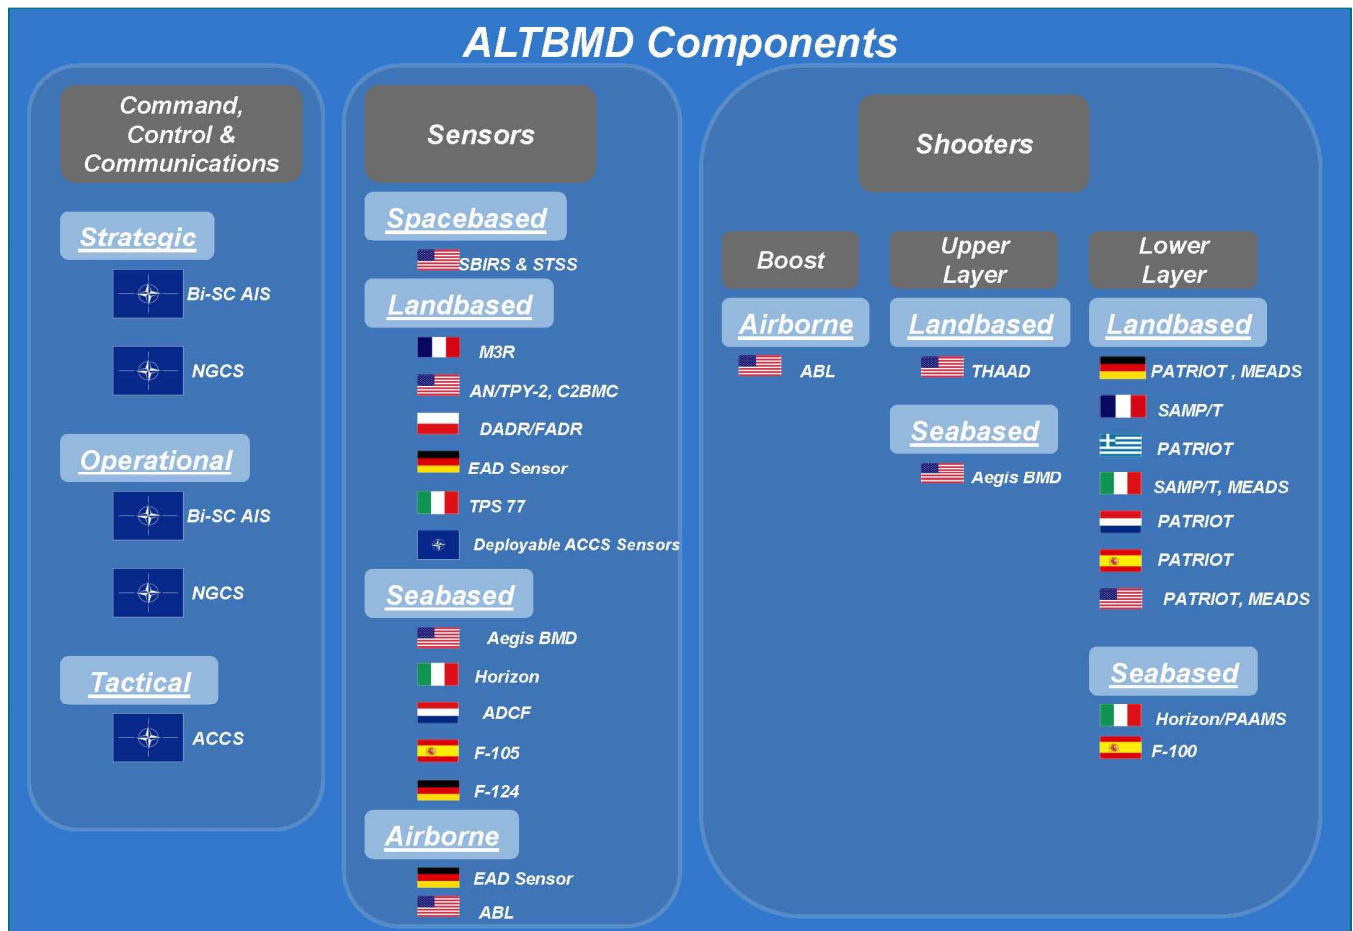 ALTBMD Components
Command,
Control &
Communications
Strategic
Bi-SC AIS
NGCS
Operational
Bi-SC AIS
NGCS
Tactical
ACCS
Sensors
Spacebased
SBIRS & STSS
Landbased
M3R
AN/TPY-2, C2BMC
DADR/FADR
EAD Sensor
TPS 77
Deployable ACCS Sensors
Seabased
Aegis BMD
Horizon
ADCF
F-105
F-124
Airborne
EAD Sensor
ABL
Shooters
Boost
Airborne
ABL
Upper
Layer
Landbased
THAAD
Seabased
Aegis BMD
Lower
Layer
Landbased
PATRIOT , MEADS
SAMP/T
PATRIOT
SAMP/T, MEADS
PATRIOT
PATRIOT
PATRIOT, MEADS
Seabased
Horizon/PAAMS
F-100